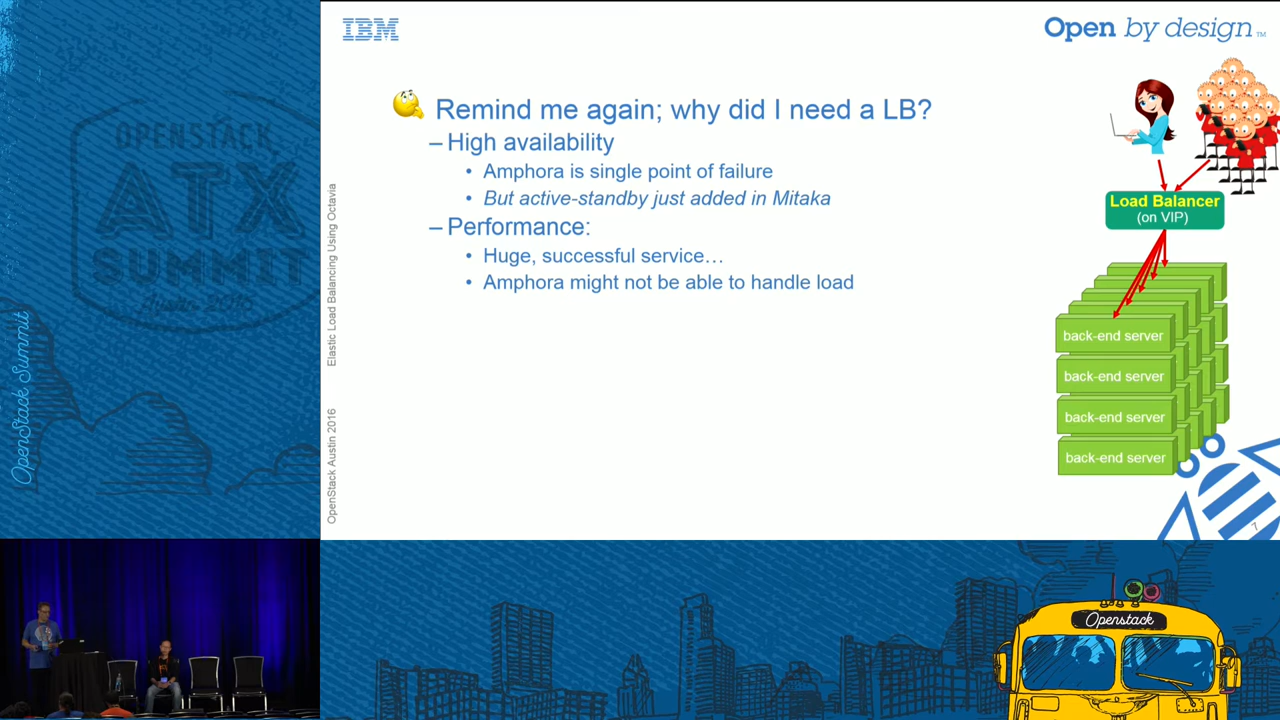 IBM
Open by design™
Remind me again; why did I need a LB?
– High availability
• Amphora is single point of failure
• But active-standby just added in Mitaka
– Performance:
• Huge, successful service…
• Amphora might not be able to handle load
Load Balancer
(on VIP)
back-end server
back-end server
back-end server
back-end server
7
Elastic Load Balancing Using Octavia
OpenStack Austin 2016
OPENSTACK
ATX
SUMMIT
OpenStack Summit
Openstack